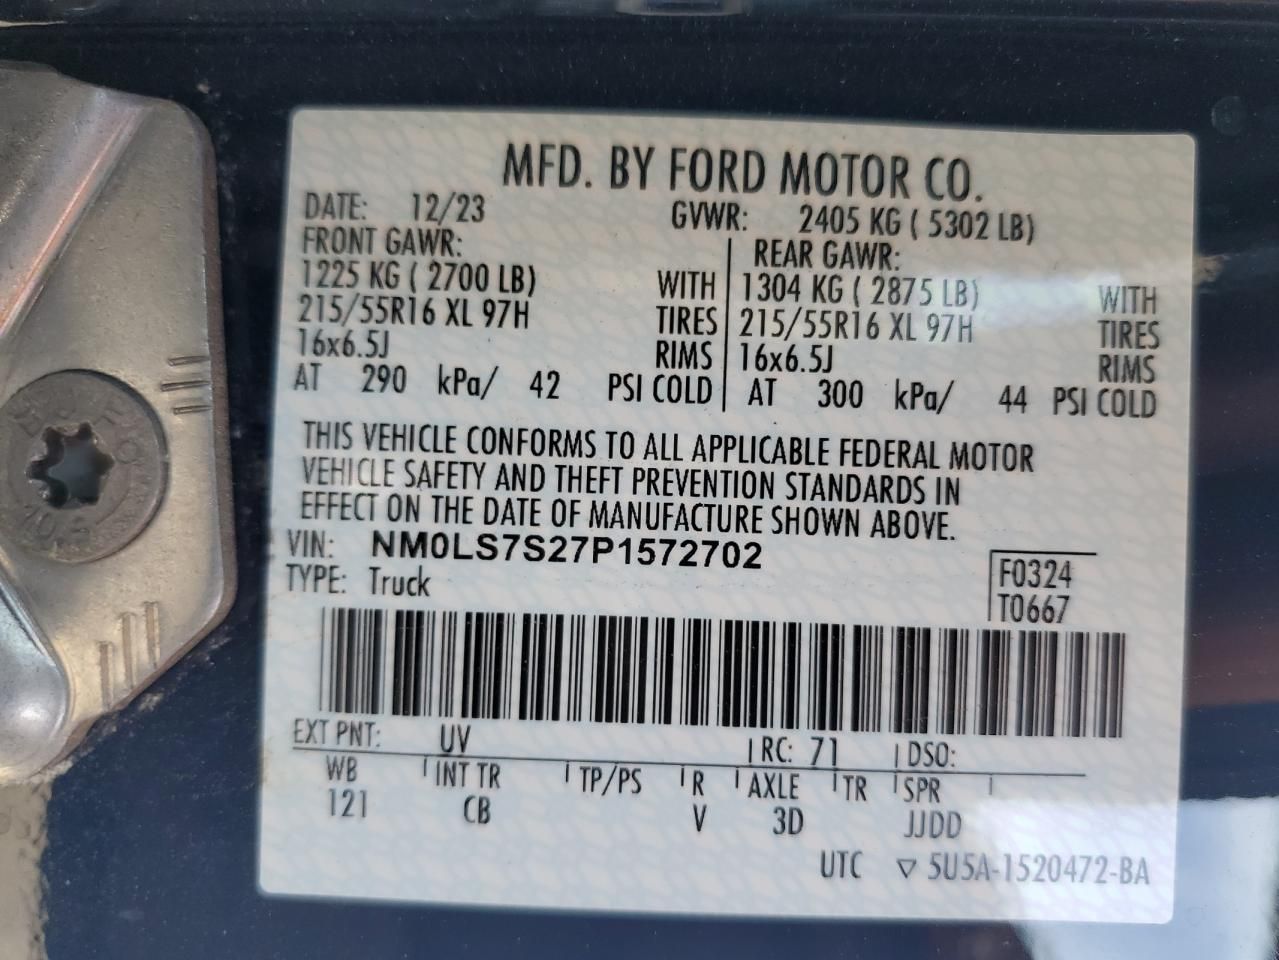 MFD. BY FORD MOTOR CO.
DATE: 12/23 GVWR: 2405 KG ( 5302 LB)
FRONT GAWR: REAR GAWR:
1225 KG ( 2700 LB) WITH 1304 KG ( 2875 LB) WITH
215/55R16 XL 97H TIRES 215/55R16 XL 97H TIRES
16x6.5J RIMS 16x6.5J RIMS
AT 290 kPa/ 42 PSI COLD AT 300 kPa/ 44 PSI COLD
THIS VEHICLE CONFORMS TO ALL APPLICABLE FEDERAL MOTOR
VEHICLE SAFETY AND THEFT PREVENTION STANDARDS IN
EFFECT ON THE DATE OF MANUFACTURE SHOWN ABOVE.
VIN: NM0LS7S27P1572702
TYPE: Truck
F0324
T0667
EXT PNT: UV RC: 71 DSO:
WB INT TR TP/PS R AXLE TR SPR
121 CB V 3D JJDD
UTC ▽ 5U5A-1520472-BA
10.9